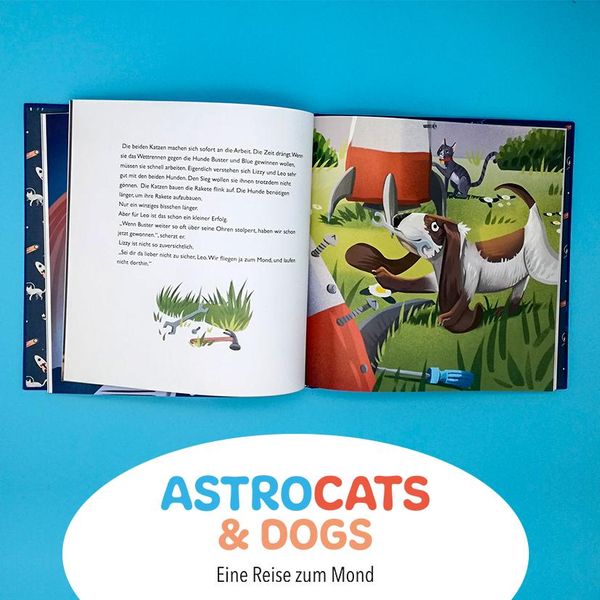 Die beiden Katzen machen sich sofort an die Arbeit. Die Zeit drängt. Wenn
sie das Wettrennen gegen die Hunde Buster und Blue gewinnen wollen,
müssen sie schnell arbeiten. Eigentlich verstehen sich Lizzy und Leo sehr
gut mit den beiden Hunden. Den Sieg wollen sie ihnen trotzdem nicht
gönnen. Die Katzen bauen die Rakete flink auf. Die Hunde benötigen
länger, um ihre Rakete aufzubauen.
Nur ein winziges bisschen länger.
Aber für Leo ist das schon ein kleiner Erfolg.
„Wenn Buster weiter so oft über seine Ohren stolpert, haben wir schon
jetzt gewonnen.“, scherzt er.
Lizzy ist nicht so zuversichtlich.
„Sei dir da lieber nicht zu sicher, Leo. Wir fliegen ja zum Mond, und laufen
nicht dorthin.“
ASTROCATS
& DOGS
Eine Reise zum Mond